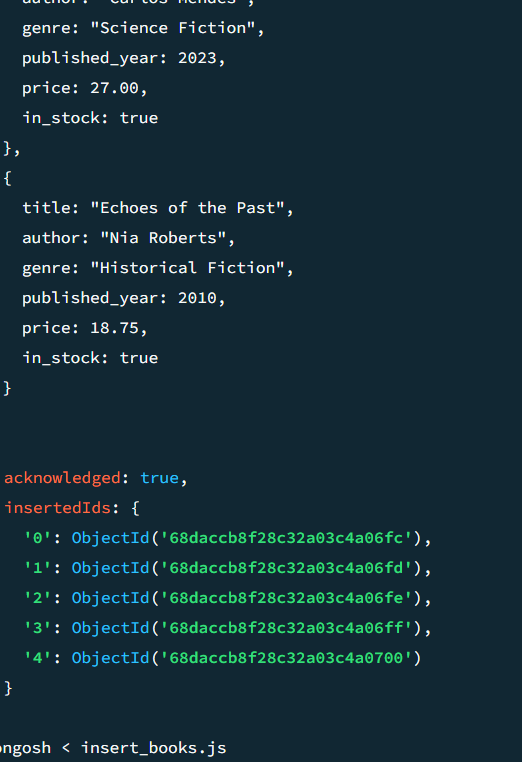 author: "Carlos Mendes",
genre: "Science Fiction",
published_year: 2023,
price: 27.00,
in_stock: true
},
{
title: "Echoes of the Past",
author: "Nia Roberts",
genre: "Historical Fiction",
published_year: 2010,
price: 18.75,
in_stock: true
}
acknowledged: true,
insertedIds: {
'0': ObjectId('68daccb8f28c32a03c4a06fc'),
'1': ObjectId('68daccb8f28c32a03c4a06fd'),
'2': ObjectId('68daccb8f28c32a03c4a06fe'),
'3': ObjectId('68daccb8f28c32a03c4a06ff'),
'4': ObjectId('68daccb8f28c32a03c4a0700')
}
ongosh < insert_books.js